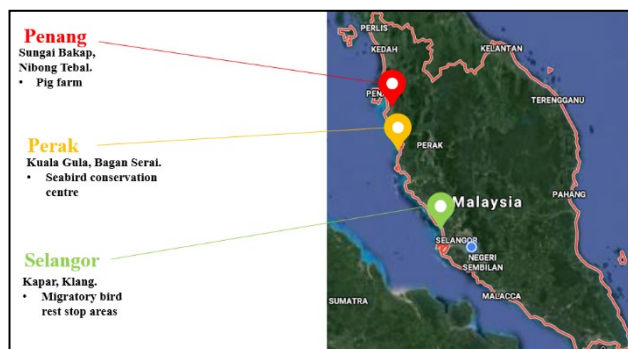 Penang
Sungai Bakap,
Nibong Tebal.
• Pig farm
Perak
Kuala Gula, Bagan Serai.
• Seabird conservation
centre
Selangor
Kapar, Klang.
• Migratory bird
rest stop areas
PERLIS
KEDAH
KELANTAN
TERENGGANU
PERAK
PAHANG
Malaysia
SELANGOR
NEGERI
SEMBILAN
MALACCA
SUMATRA